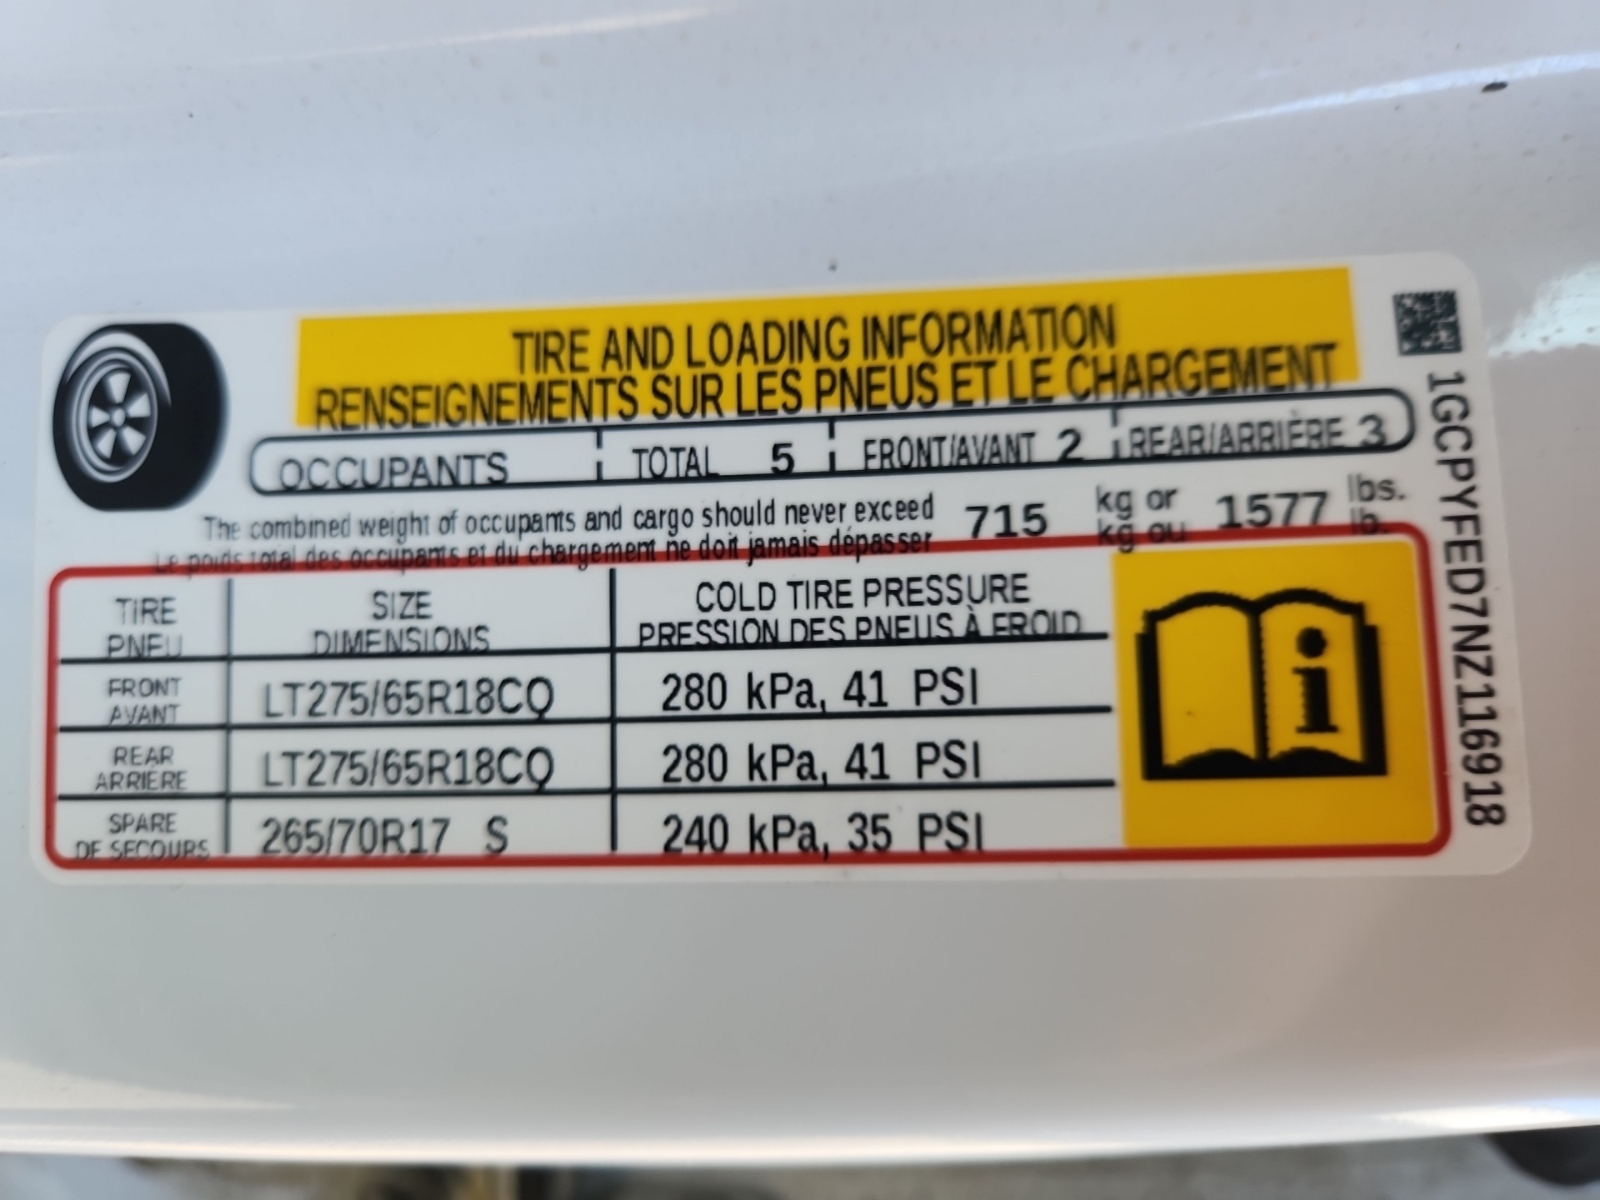 TIRE AND LOADING INFORMATION
RENSEIGNEMENTS SUR LES PNEUS ET LE CHARGEMENT
OCCUPANTS TOTAL 5 FRONT/AVANT 2 REAR/ARRIÈRE 3
The combined weight of occupants and cargo should never exceed 715 kg or 1577 lbs.
Le poids total des occupants et du chargement ne doit jamais dépasser kg ou lb.
TIRE SIZE COLD TIRE PRESSURE
PNEU DIMENSIONS PRESSION DES PNEUS À FROID
FRONT AVANT LT275/65R18CQ 280 kPa, 41 PSI
REAR ARRIERE LT275/65R18CQ 280 kPa, 41 PSI
SPARE DE SECOURS 265/70R17 S 240 kPa, 35 PSI
i
1GCPYFED7NZ116918